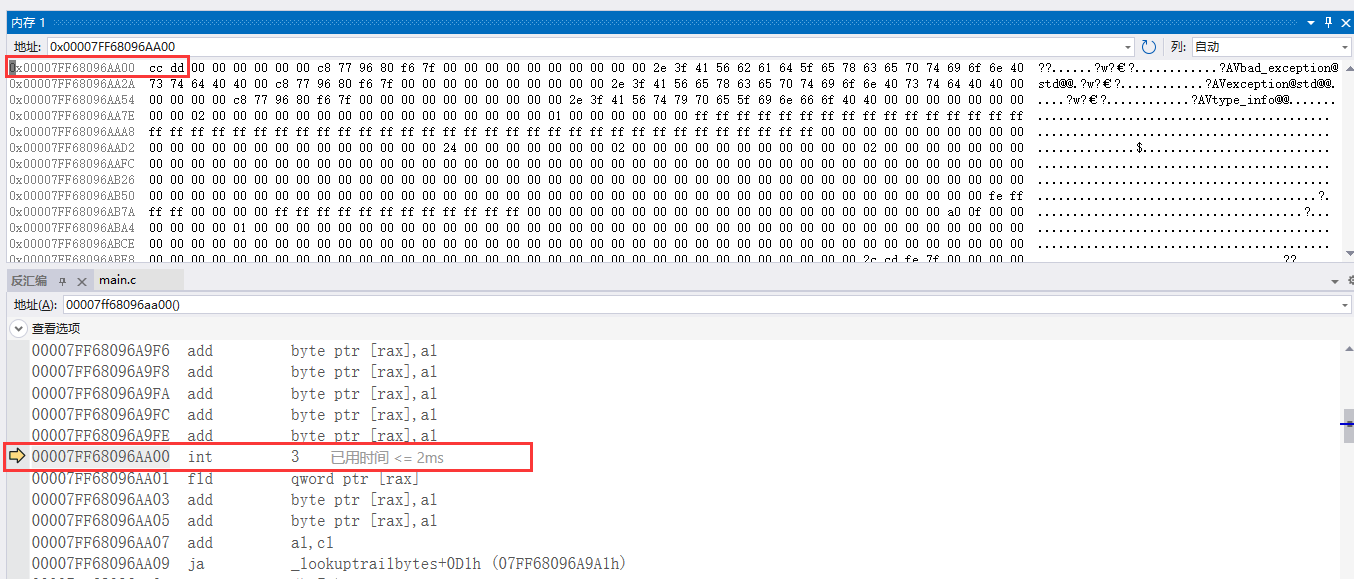 内存 1
地址: 0x00007FF68096AA00 列: 自动
0x00007FF68096AA00 cc dd 00 00 00 00 00 00 c8 77 96 80 f6 7f 00 00 00 00 00 00 00 00 00 00 2e 3f 41 56 62 61 64 5f 65 78 63 65 70 74 69 6f 6e 40 ??......?w?€?...........?AVbad_exception@
0x00007FF68096AA2A 73 74 64 40 40 00 c8 77 96 80 f6 7f 00 00 00 00 00 00 00 00 00 00 2e 3f 41 56 65 78 63 65 70 74 69 6f 6e 40 73 74 64 40 40 00 std@@.?w?€?...........?AVexception@std@@.
0x00007FF68096AA54 00 00 00 00 c8 77 96 80 f6 7f 00 00 00 00 00 00 00 00 00 00 2e 3f 41 56 74 79 70 65 5f 69 6e 66 6f 40 40 00 00 00 00 00 00 00 ....?w?€?...........?AVtype_info@@.......
0x00007FF68096AA7E 00 00 02 00 00 00 00 00 00 00 00 00 00 00 00 00 00 00 00 01 00 00 00 00 00 00 ff ff ff ff ff ff ff ff ff ff ff ff ff ff ff ff ..........................................
0x00007FF68096AAA8 ff ff ff ff ff ff ff ff ff ff ff ff ff ff ff ff ff ff ff ff ff ff ff ff ff ff ff ff ff ff ff ff 00 00 00 00 00 00 00 00 00 00 ..........................................
0x00007FF68096AAD2 00 00 00 00 00 00 00 00 00 00 00 00 00 00 24 00 00 00 00 00 00 00 02 00 00 00 00 00 00 00 00 00 00 00 02 00 00 00 00 00 00 00 ..............$...........................
0x00007FF68096AAFC 00 00 00 00 00 00 00 00 00 00 00 00 00 00 00 00 00 00 00 00 00 00 00 00 00 00 00 00 00 00 00 00 00 00 00 00 00 00 00 00 00 00 ..........................................
0x00007FF68096AB26 00 00 00 00 00 00 00 00 00 00 00 00 00 00 00 00 00 00 00 00 00 00 00 00 00 00 00 00 00 00 00 00 00 00 00 00 00 00 00 00 00 00 ..........................................
0x00007FF68096AB50 00 00 00 00 00 00 00 00 00 00 00 00 00 00 00 00 00 00 00 00 00 00 00 00 00 00 00 00 00 00 00 00 00 00 00 00 00 00 00 00 fe ff ........................................?.
0x00007FF68096AB7A ff ff 00 00 00 00 ff ff ff ff ff ff ff ff ff ff ff ff 00 00 00 00 00 00 00 00 00 00 00 00 00 00 00 00 00 00 00 00 a0 0f 00 00 ......................................?...
0x00007FF68096ABA4 00 00 00 00 01 00 00 00 00 00 00 00 00 00 00 00 00 00 00 00 00 00 00 00 00 00 00 00 00 00 00 00 00 00 00 00 00 00 00 00 00 00 ..........................................
0x00007FF68096ABCE 00 00 00 00 00 00 00 00 00 00 00 00 00 00 00 00 00 00 00 00 00 00 00 00 00 00 00 00 00 00 00 00 00 00 00 00 00 00 00 00 00 00 ..........................................
反汇编 main.c
地址(A): 00007ff68096aa00()
查看选项
00007FF68096A9F6 add byte ptr [rax],al
00007FF68096A9F8 add byte ptr [rax],al
00007FF68096A9FA add byte ptr [rax],al
00007FF68096A9FC add byte ptr [rax],al
00007FF68096A9FE add byte ptr [rax],al
00007FF68096AA00 int 3 已用时间 <= 2ms
00007FF68096AA01 fld qword ptr [rax]
00007FF68096AA03 add byte ptr [rax],al
00007FF68096AA05 add byte ptr [rax],al
00007FF68096AA07 add al,cl
00007FF68096AA09 ja _lookuptrailbytes+0D1h (07FF68096A9A1h)